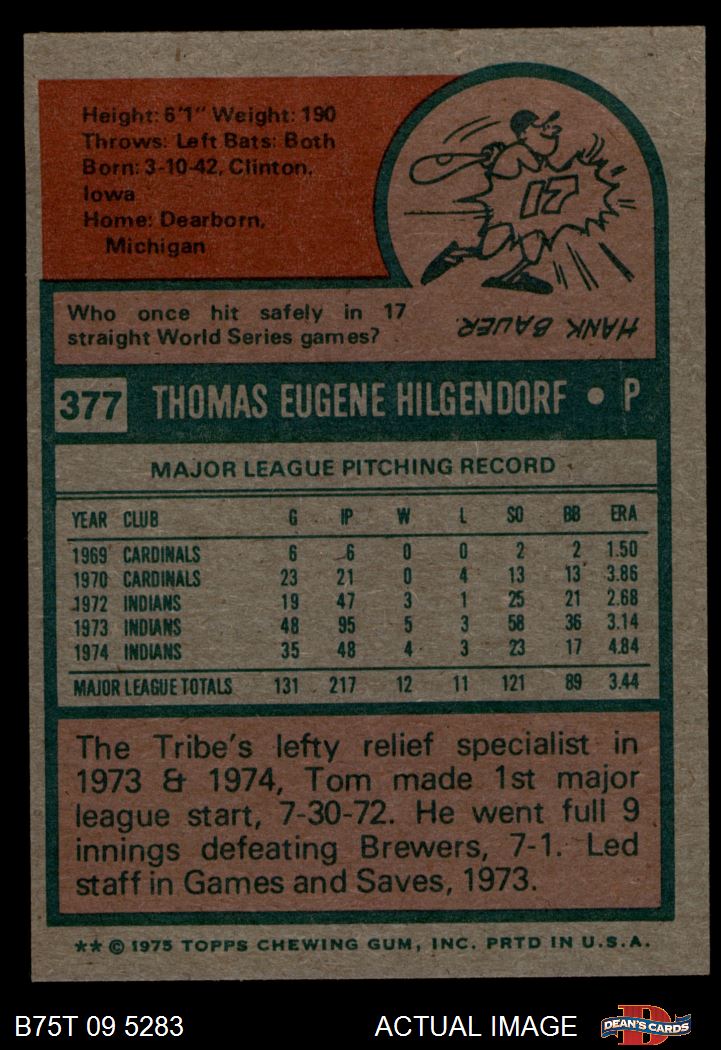 Height: 6'1" Weight: 190
Throws: Left Bats: Both
Born: 3-10-42, Clinton,
Iowa
Home: Dearborn,
Michigan
17
HANK BAUER.
Who once hit safely in 17
straight World Series games?
377 THOMAS EUGENE HILGENDORF • P
MAJOR LEAGUE PITCHING RECORD
YEAR CLUB G IP W L SO BB ERA
1969 CARDINALS 6 6 0 0 2 2 1.50
1970 CARDINALS 23 21 0 4 13 13 3.86
1972 INDIANS 19 47 3 1 25 21 2.68
1973 INDIANS 48 95 5 3 58 36 3.14
1974 INDIANS 35 48 4 3 23 17 4.84
MAJOR LEAGUE TOTALS 131 217 12 11 121 89 3.44
The Tribe's lefty relief specialist in
1973 & 1974, Tom made 1st major
league start, 7-30-72. He went full 9
innings defeating Brewers, 7-1. Led
staff in Games and Saves, 1973.
** © 1975 TOPPS CHEWING GUM, INC. PRTD IN U.S.A.
B75T 09 5283 ACTUAL IMAGE DEAN'S CARDS